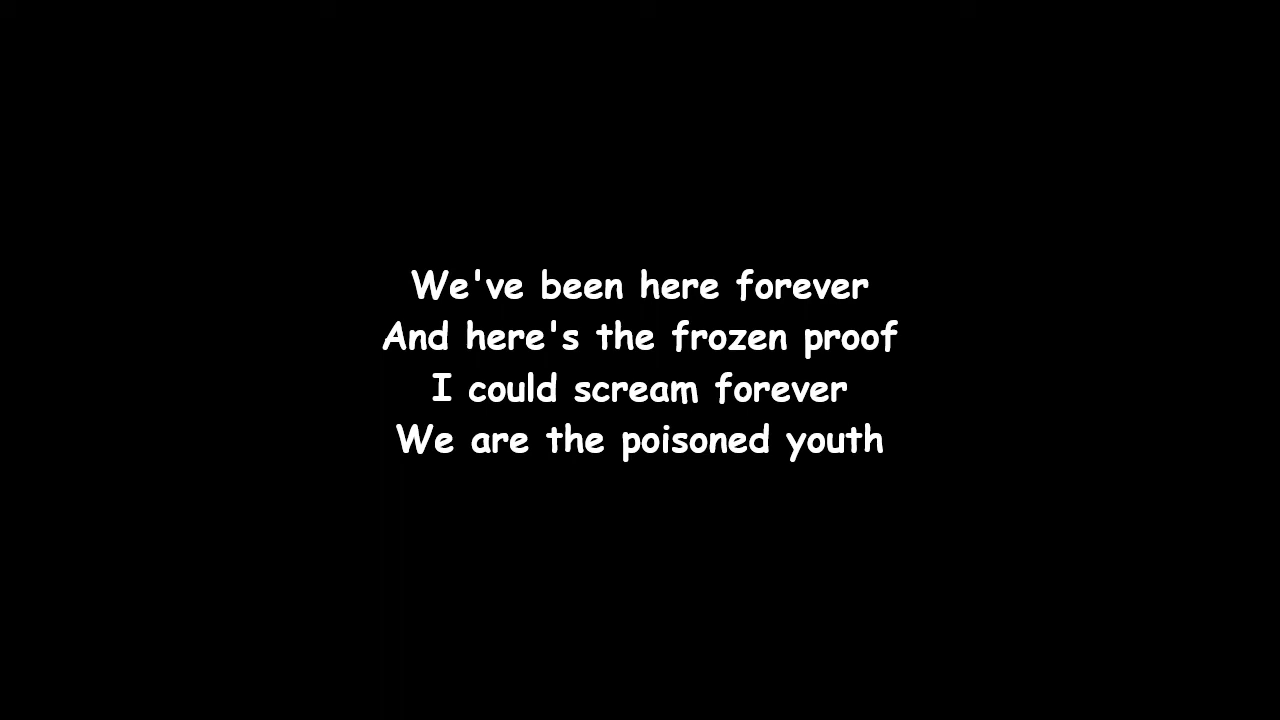 We've been here forever
And here's the frozen proof
I could scream forever
We are the poisoned youth